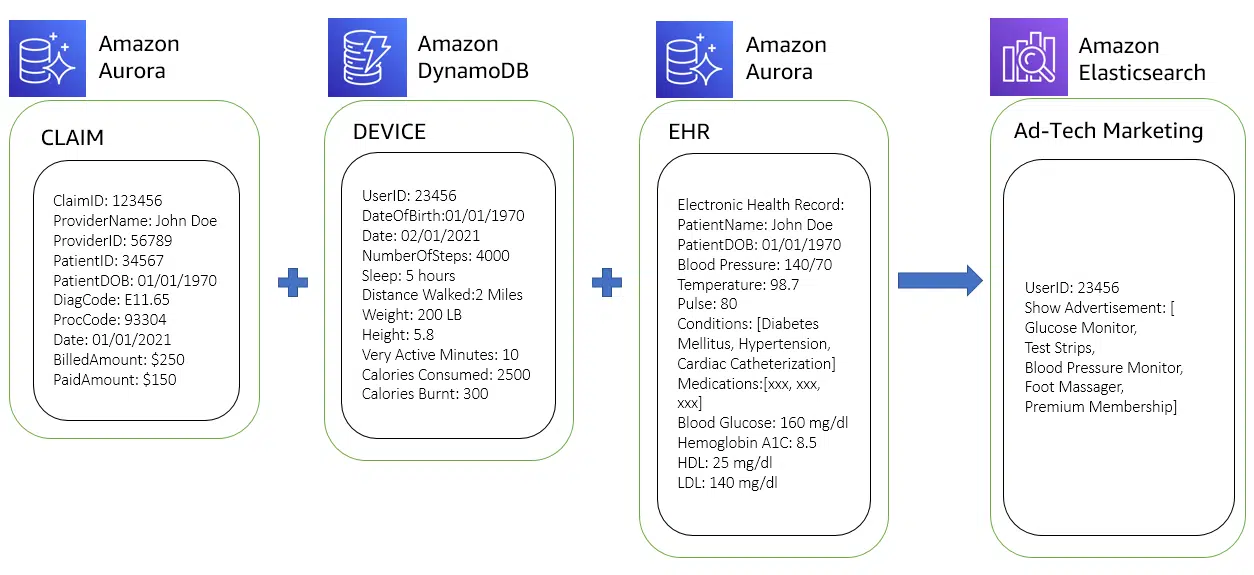 Amazon
Aurora
CLAIM
ClaimID: 123456
ProviderName: John Doe
ProviderID: 56789
PatientID: 34567
PatientDOB: 01/01/1970
DiagCode: E11.65
ProcCode: 93304
Date: 01/01/2021
BilledAmount: $250
PaidAmount: $150
Amazon
DynamoDB
DEVICE
UserID: 23456
DateOfBirth:01/01/1970
Date: 02/01/2021
NumberOfSteps: 4000
Sleep: 5 hours
Distance Walked:2 Miles
Weight: 200 LB
Height: 5.8
Very Active Minutes: 10
Calories Consumed: 2500
Calories Burnt: 300
Amazon
Aurora
EHR
Electronic Health Record:
PatientName: John Doe
PatientDOB: 01/01/1970
Blood Pressure: 140/70
Temperature: 98.7
Pulse: 80
Conditions: [Diabetes
Mellitus, Hypertension,
Cardiac Catheterization]
Medications:[xxx, xxx,
xxx]
Blood Glucose: 160 mg/dl
Hemoglobin A1C: 8.5
HDL: 25 mg/dl
LDL: 140 mg/dl
Amazon
Elasticsearch
Ad-Tech Marketing
UserID: 23456
Show Advertisement: [
Glucose Monitor,
Test Strips,
Blood Pressure Monitor,
Foot Massager,
Premium Membership]